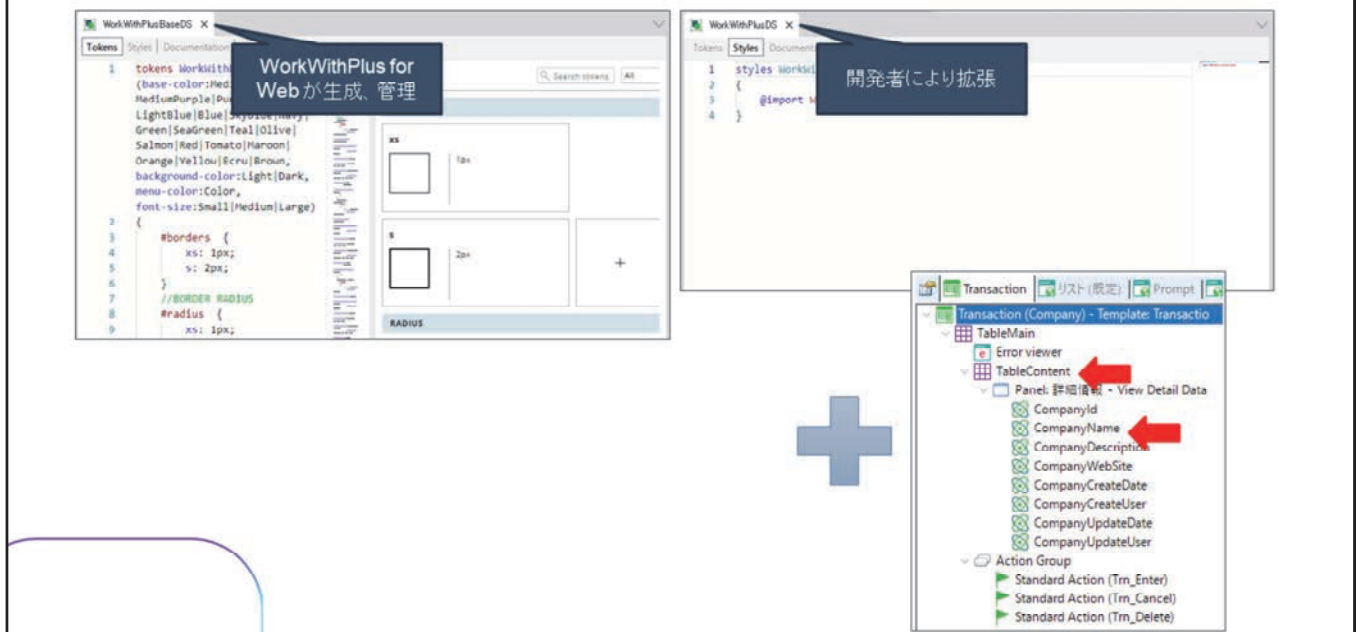 WorkWithPlusBaseDS ×
Tokens Styles Documentation
WorkWithPlus for
Webが生成、管理
Search tokens All
1 tokens
(base-color:
LightBlue|Blue|SkyBlue|Navy|
Green|SeaGreen|Teal|Olive|
Salmon|Red|Tomato|Maroon|
Orange|Yellow|Ecru|Brown,
background-color:Light|Dark,
menu-color:Color,
font-size:Small|Medium|Large)
2 {
3 #borders {
4 xs: 1px;
5 s: 2px;
6 }
7 //BORDER RADIUS
8 #radius {
9 xs: 1px;
xs
1px
s
2px
+
RADIUS
WorkWithPlusDS ×
Tokens Styles
開発者により拡張
1 styles
2 {
3 @import
4 }
Transaction リスト (既定) Prompt
Transaction (Company) - Template: Transactio
TableMain
Error viewer
TableContent
Panel: 詳細情報 - View Detail Data
CompanyId
CompanyName
CompanyDescription
CompanyWebSite
CompanyCreateDate
CompanyCreateUser
CompanyUpdateDate
CompanyUpdateUser
Action Group
Standard Action (Trn_Enter)
Standard Action (Trn_Cancel)
Standard Action (Trn_Delete)